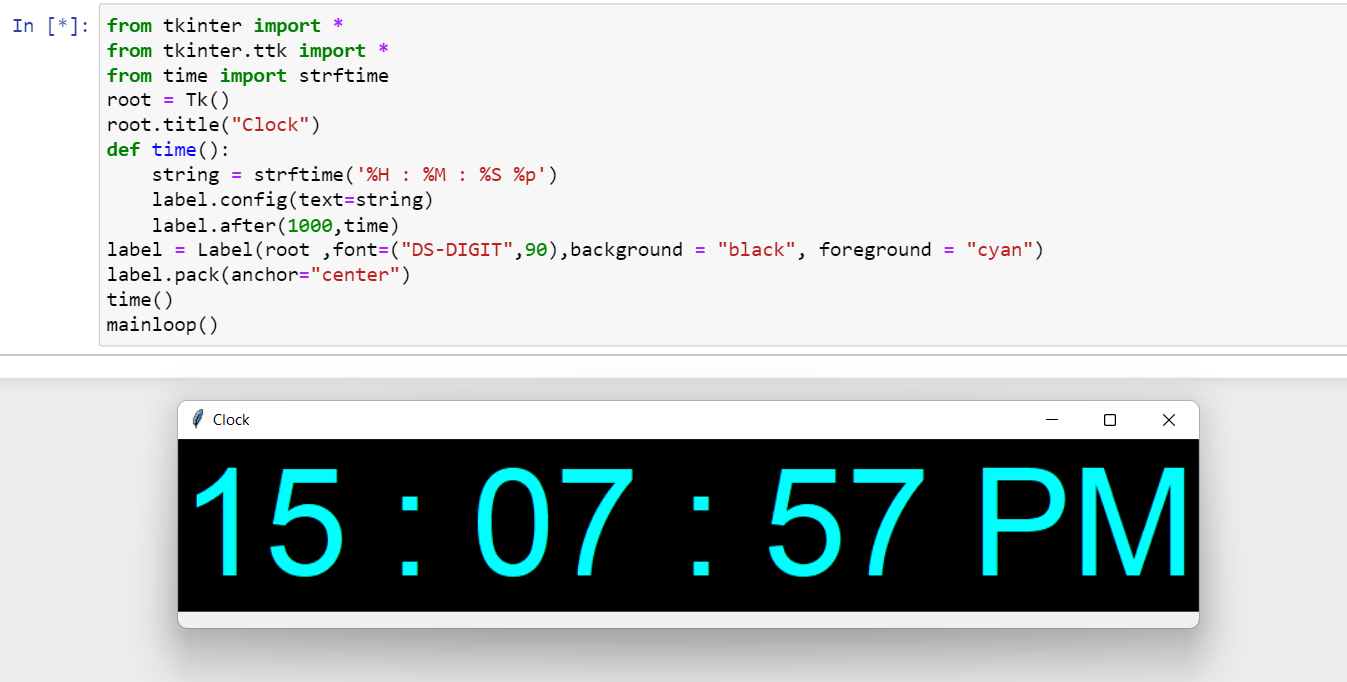 In [*]: from tkinter import *
from tkinter.ttk import *
from time import strftime
root = Tk()
root.title("Clock")
def time():
    string = strftime('%H : %M : %S %p')
    label.config(text=string)
    label.after(1000,time)
label = Label(root ,font=("DS-DIGIT",90),background = "black", foreground = "cyan")
label.pack(anchor="center")
time()
mainloop()
Clock
15 : 07 : 57 PM